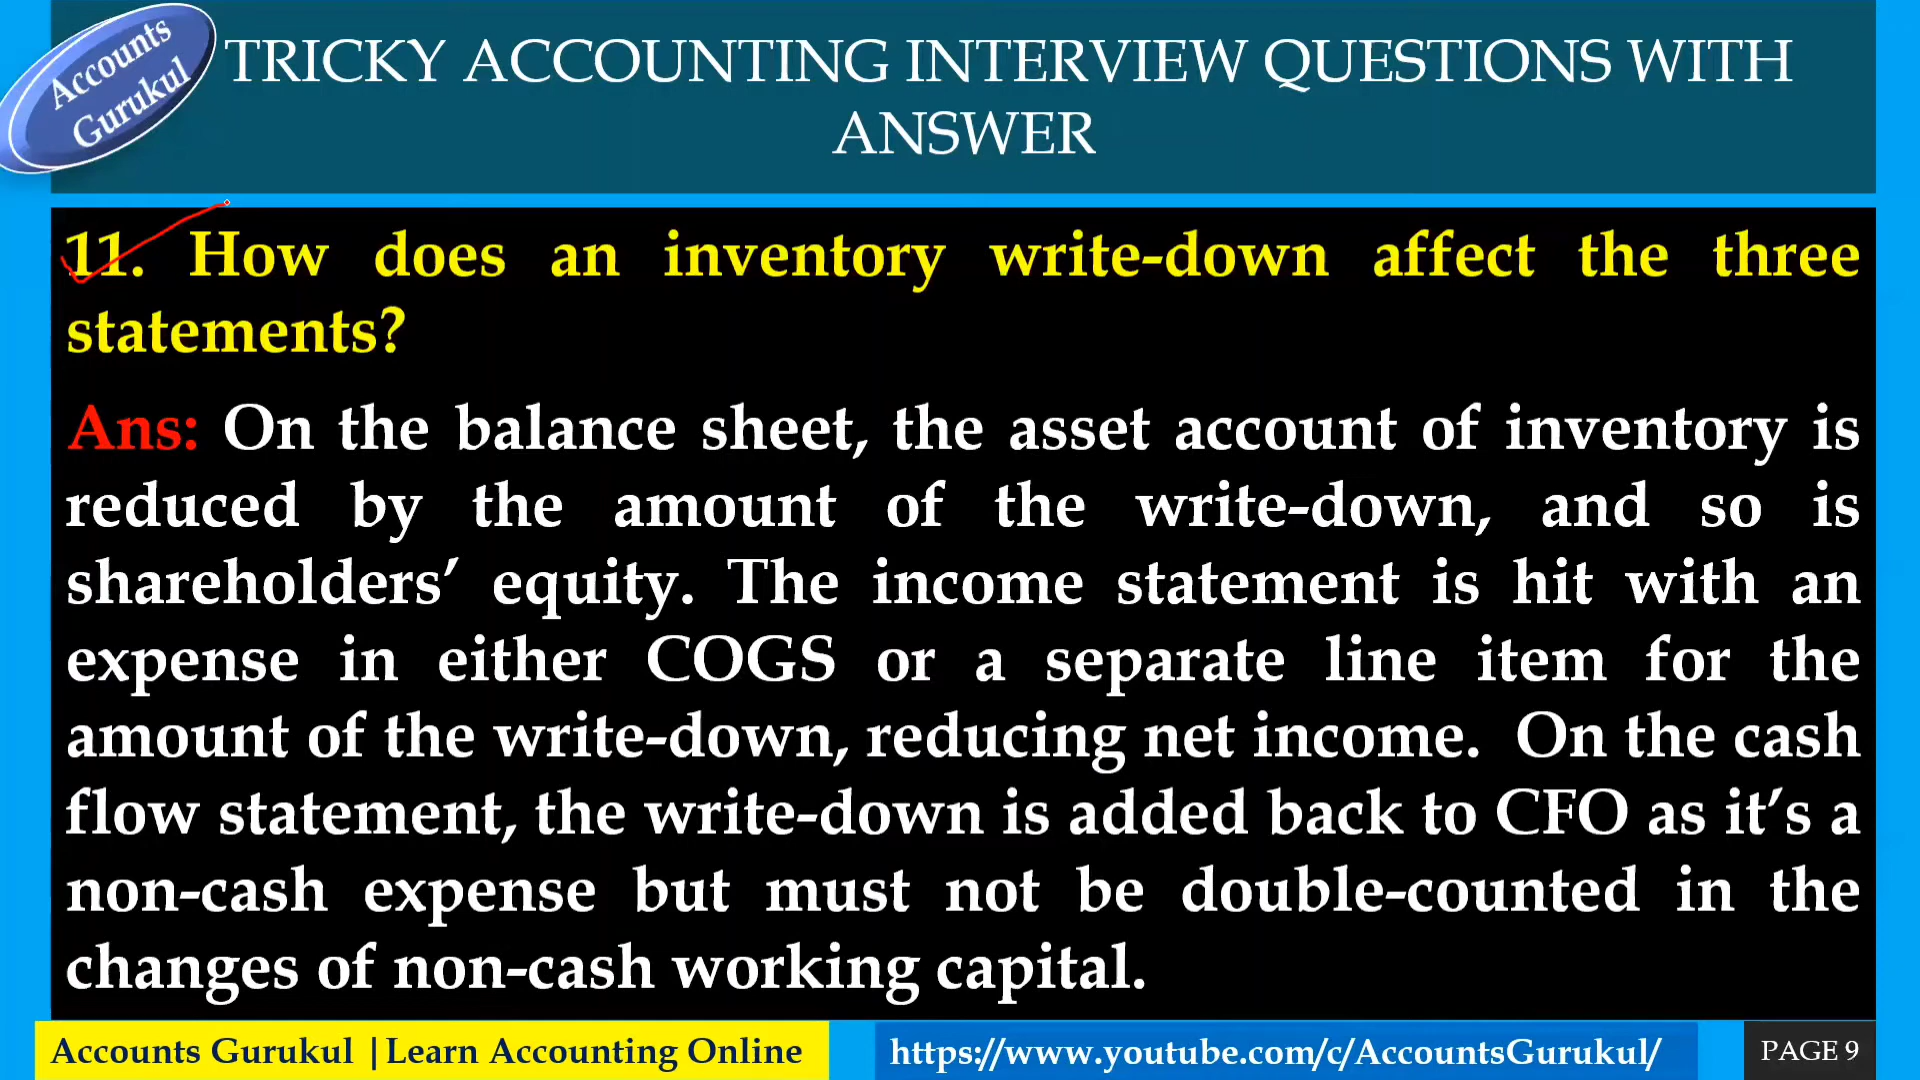 Accounts
Gurukul
TRICKY ACCOUNTING INTERVIEW QUESTIONS WITH
ANSWER
11. How does an inventory write-down affect the three
statements?
Ans: On the balance sheet, the asset account of inventory is
reduced by the amount of the write-down, and so is
shareholders’ equity. The income statement is hit with an
expense in either COGS or a separate line item for the
amount of the write-down, reducing net income. On the cash
flow statement, the write-down is added back to CFO as it’s a
non-cash expense but must not be double-counted in the
changes of non-cash working capital.
Accounts Gurukul |Learn Accounting Online
https://www.youtube.com/c/AccountsGurukul/
PAGE 9